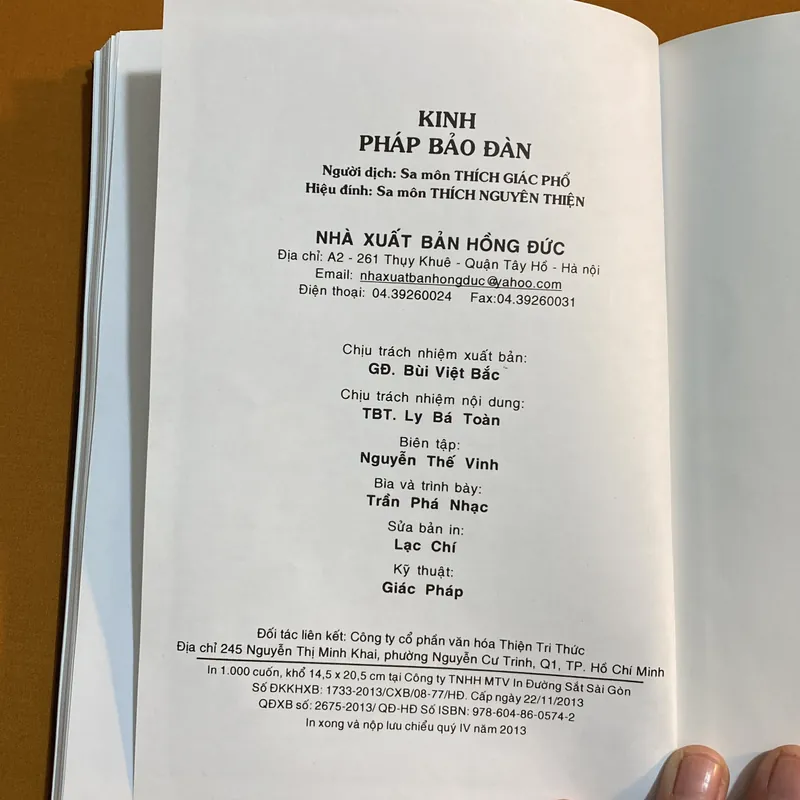 KINH
PHÁP BẢO ĐÀN
Người dịch: Sa môn THÍCH GIÁC PHỔ
Hiệu đính: Sa môn THÍCH NGUYÊN THIỆN
NHÀ XUẤT BẢN HỒNG ĐỨC
Địa chỉ: A2 - 261 Thụy Khuê - Quận Tây Hồ - Hà nội
Email: nhaxuatbanhongduc@yahoo.com
Điện thoại: 04.39260024 Fax:04.39260031
Chịu trách nhiệm xuất bản:
GĐ. Bùi Việt Bắc
Chịu trách nhiệm nội dung:
TBT. Lý Bá Toàn
Biên tập:
Nguyễn Thế Vinh
Bìa và trình bày:
Trần Phá Nhạc
Sửa bản in:
Lạc Chí
Kỹ thuật:
Giác Pháp
Đối tác liên kết: Công ty cổ phần văn hóa Thiện Tri Thức
Địa chỉ 245 Nguyễn Thị Minh Khai, phường Nguyễn Cư Trinh, Q1, TP. Hồ Chí Minh
In 1.000 cuốn, khổ 14,5 x 20,5 cm tại Công ty TNHH MTV In Đường Sắt Sài Gòn
Số ĐKKHXB: 1733-2013/CXB/08-77/HĐ. Cấp ngày 22/11/2013
QĐXB số: 2675-2013/ QĐ-HĐ Số ISBN: 978-604-86-0574-2
In xong và nộp lưu chiểu quý IV năm 2013